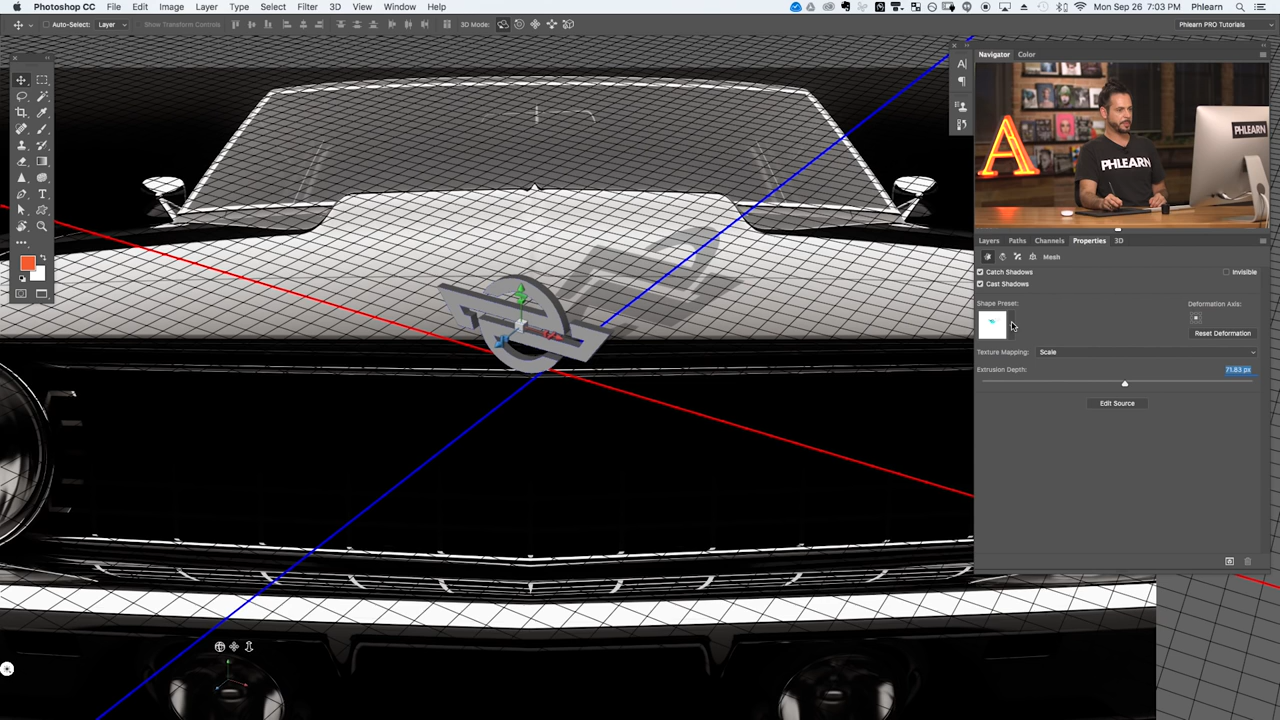 Photoshop CC File Edit Image Layer Type Select Filter 3D View Window Help Mon Sep 26 7:03 PM Phlearn
Auto-Select: Layer Show Transform Controls 3D Mode: Phlearn PRO Tutorials
Navigator Color
PHLEARN
PHLEARN
Layers Paths Channels Properties 3D
Mesh
Catch Shadows Invisible
Cast Shadows
Shape Preset: Deformation Axis:
Reset Deformation
Texture Mapping: Scale
Extrusion Depth: 71.83 px
Edit Source